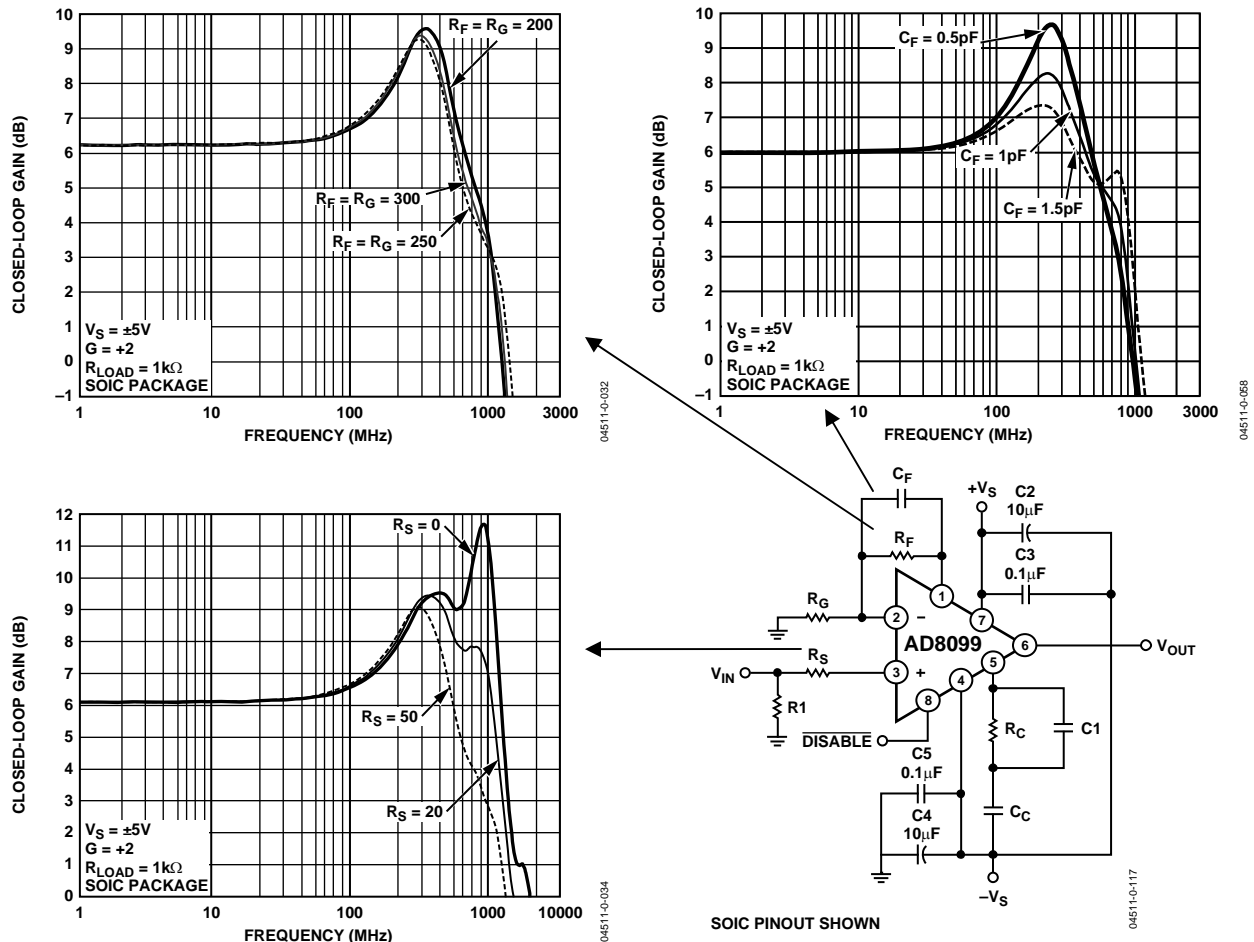 CLOSED-LOOP GAIN (dB)
10
9
8
7
6
5
4
3
2
1
0
–1
RF = RG = 200
RF = RG = 300
RF = RG = 250
VS = ±5V
G = +2
RLOAD = 1kΩ
SOIC PACKAGE
1
10
100
1000
3000
FREQUENCY (MHz)
04511-0-032
CLOSED-LOOP GAIN (dB)
10
9
8
7
6
5
4
3
2
1
0
–1
CF = 0.5pF
CF = 1pF
CF = 1.5pF
VS = ±5V
G = +2
RLOAD = 1kΩ
SOIC PACKAGE
1
10
100
1000
3000
FREQUENCY (MHz)
04511-0-058
CLOSED-LOOP GAIN (dB)
12
11
10
9
8
7
6
5
4
3
2
1
0
RS = 0
RS = 50
RS = 20
VS = ±5V
G = +2
RLOAD = 1kΩ
SOIC PACKAGE
1
10
100
1000
10000
FREQUENCY (MHz)
04511-0-034
CF
+VS
C2
10µF
RF
C3
0.1µF
1
RG
2
–
7
AD8099
6
VOUT
VIN
RS
3
+
5
4
8
R1
DISABLE
RC
C1
C5
0.1µF
C4
10µF
CC
–VS
04511-0-117
SOIC PINOUT SHOWN